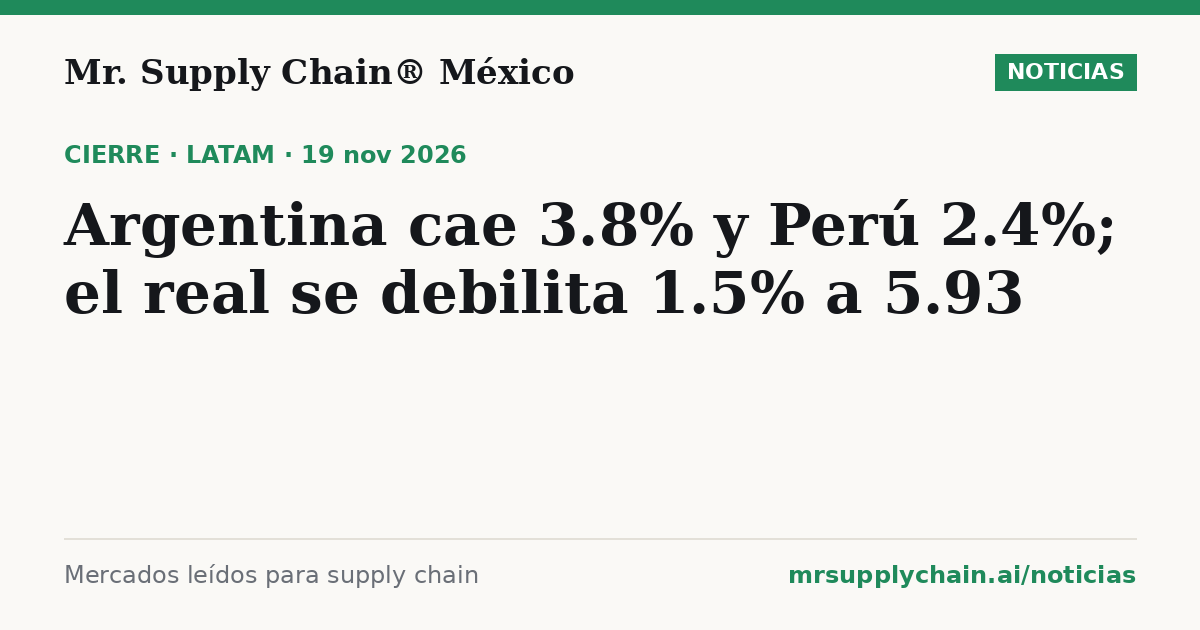 Mr. Supply Chain® México
NOTICIAS
CIERRE · LATAM · 19 nov 2026
Argentina cae 3.8% y Perú 2.4%;
el real se debilita 1.5% a 5.93
Mercados leídos para supply chain
mrsupplychain.ai/noticias